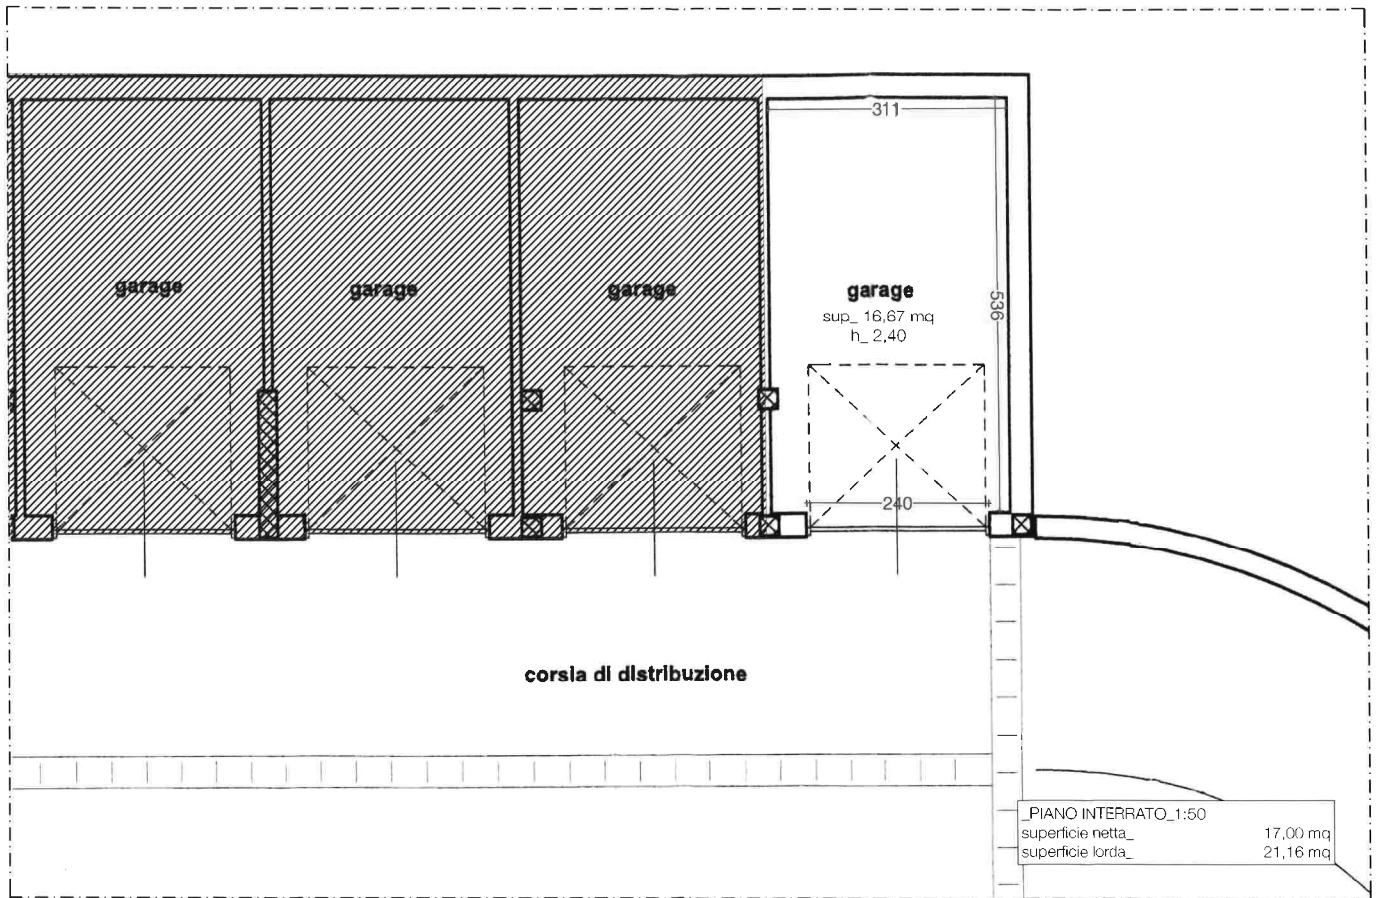 311
garage
garage
garage
garage
sup_ 16,67 mq
h_ 2,40
536
240
corsia di distribuzione
_PIANO INTERRATO_1:50
superficie netta_ 17,00 mq
superficie lorda_ 21,16 mq